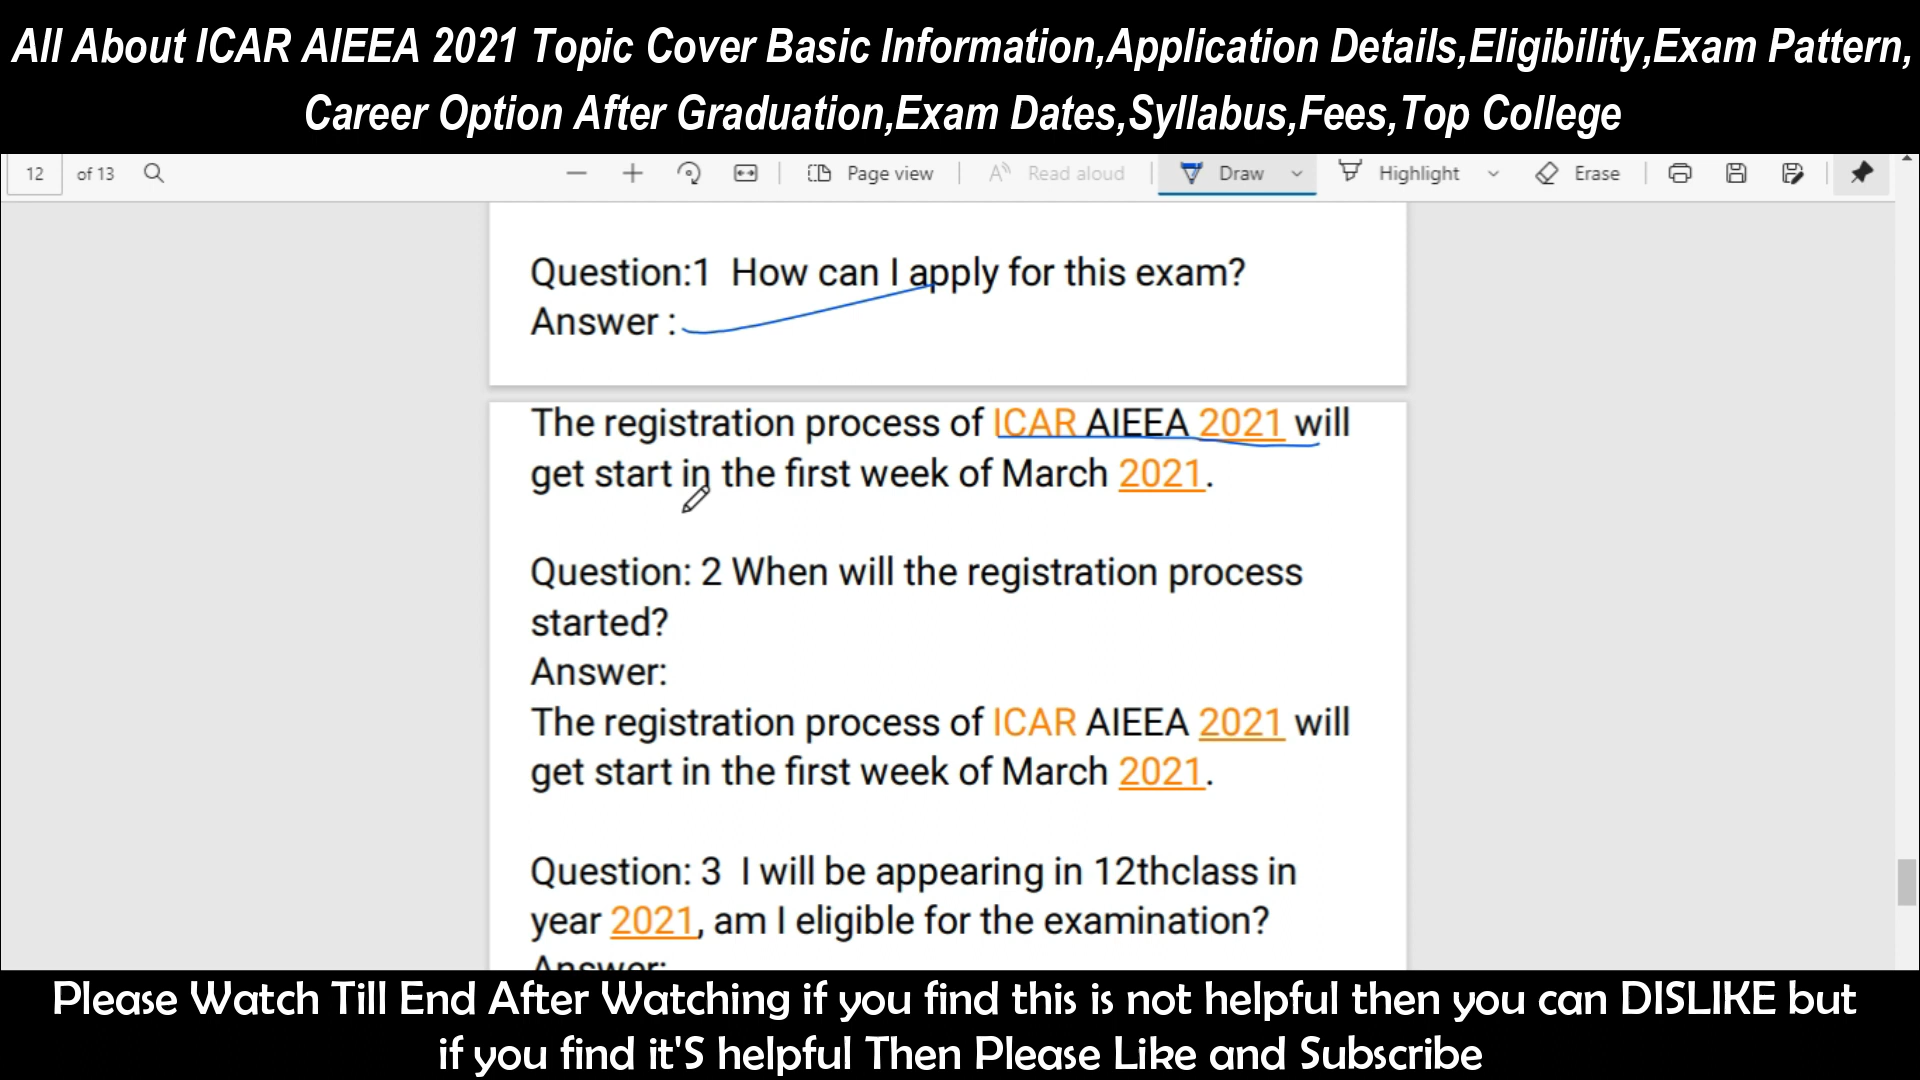 All About ICAR AIEEA 2021 Topic Cover Basic Information,Application Details,Eligibility,Exam Pattern,
Career Option After Graduation,Exam Dates,Syllabus,Fees,Top College
12 of 13 Page view Read aloud Draw Highlight Erase
Question:1 How can I apply for this exam?
Answer :
The registration process of ICAR AIEEA 2021 will
get start in the first week of March 2021.
Question: 2 When will the registration process
started?
Answer:
The registration process of ICAR AIEEA 2021 will
get start in the first week of March 2021.
Question: 3 I will be appearing in 12thclass in
year 2021, am I eligible for the examination?
Answer:
Please Watch Till End After Watching if you find this is not helpful then you can DISLIKE but
if you find it'S helpful Then Please Like and Subscribe